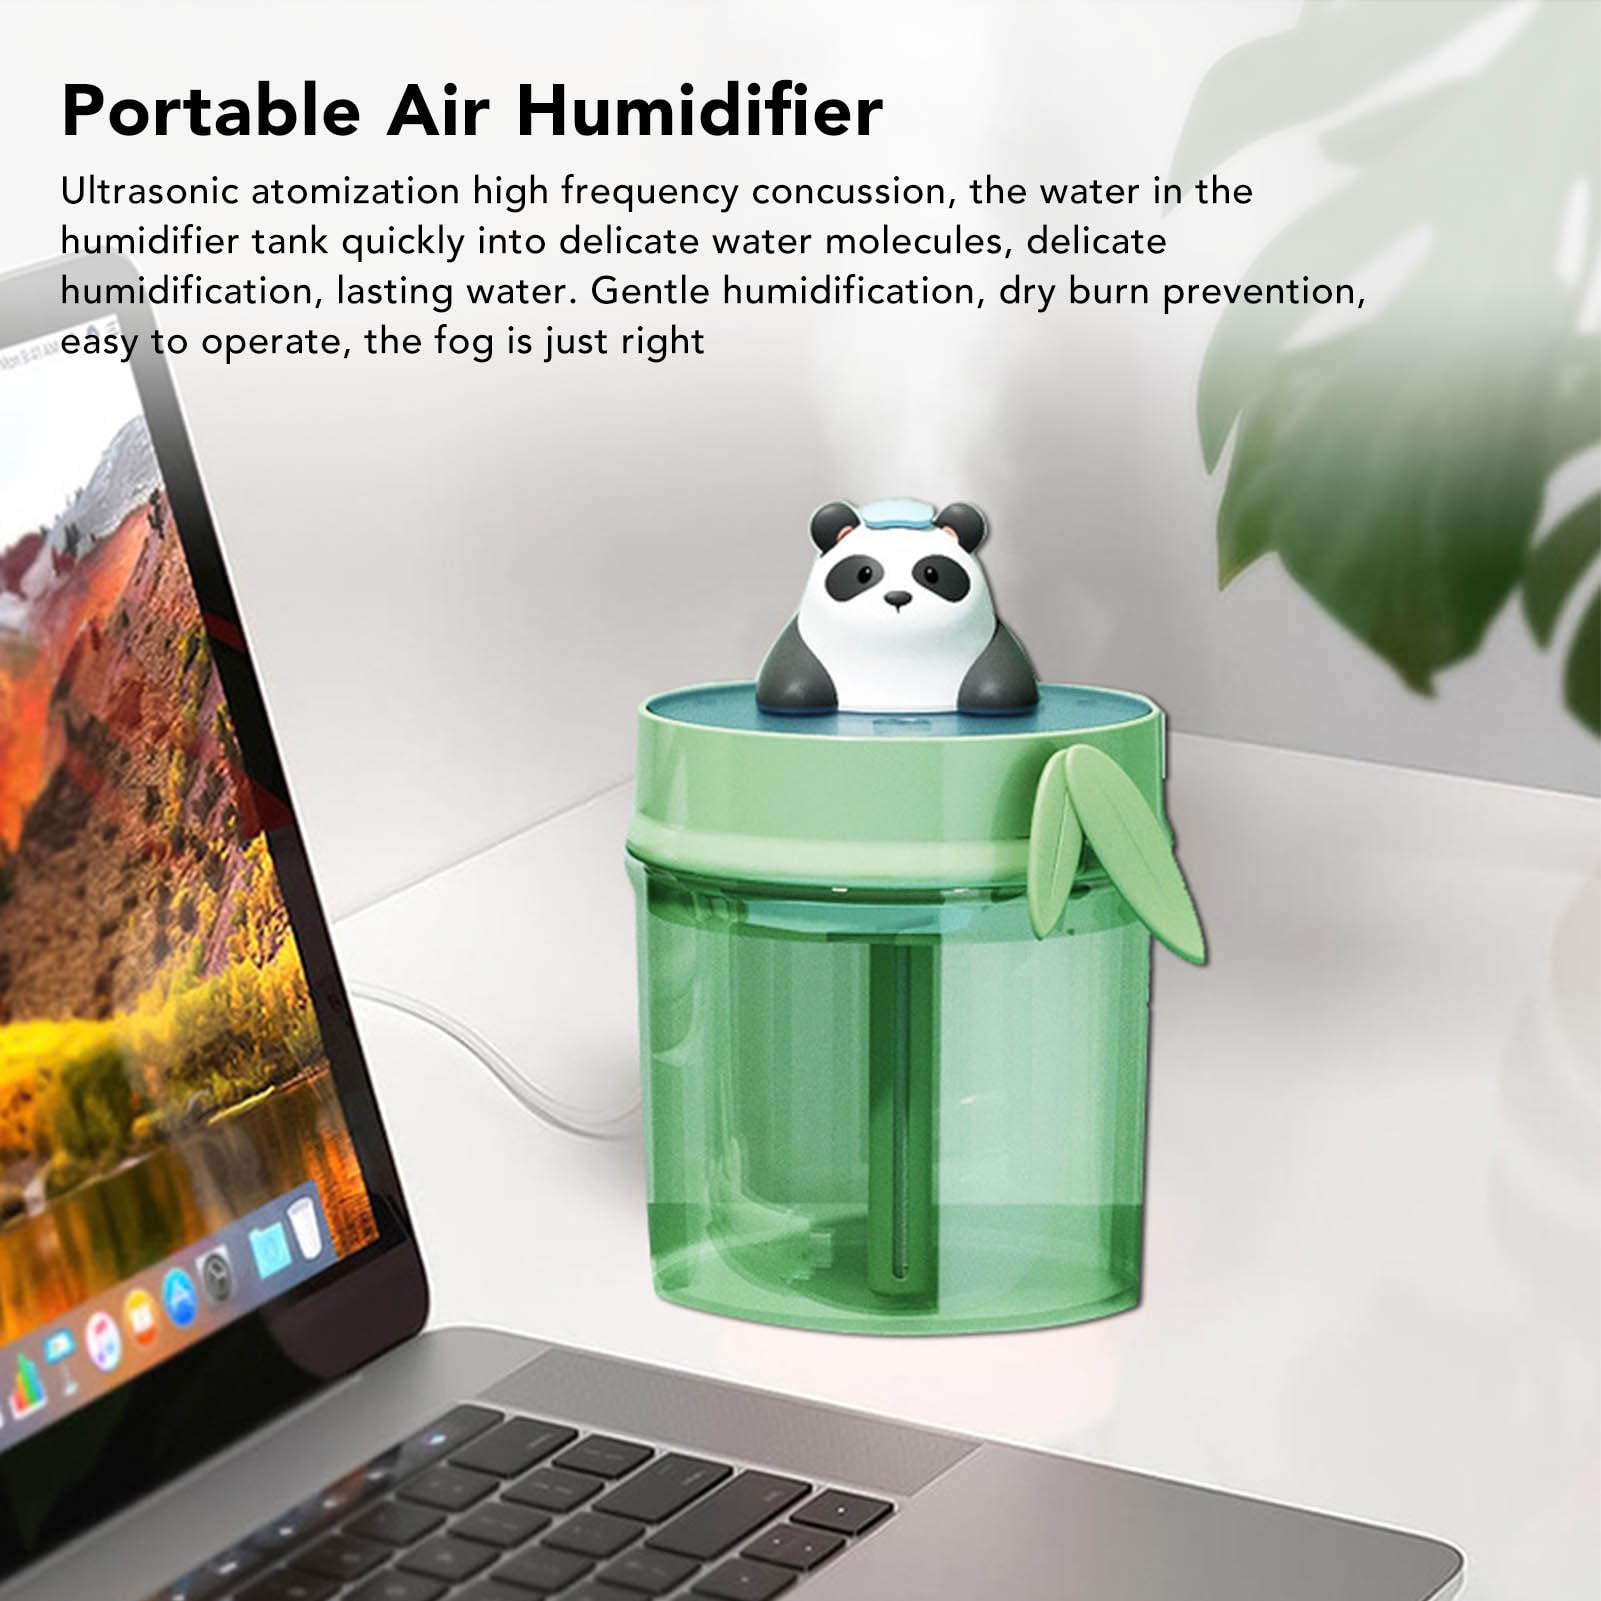 Portable Air Humidifier
Ultrasonic atomization high frequency concussion, the water in the
humidifier tank quickly into delicate water molecules, delicate
humidification, lasting water. Gentle humidification, dry burn prevention,
easy to operate, the fog is just right